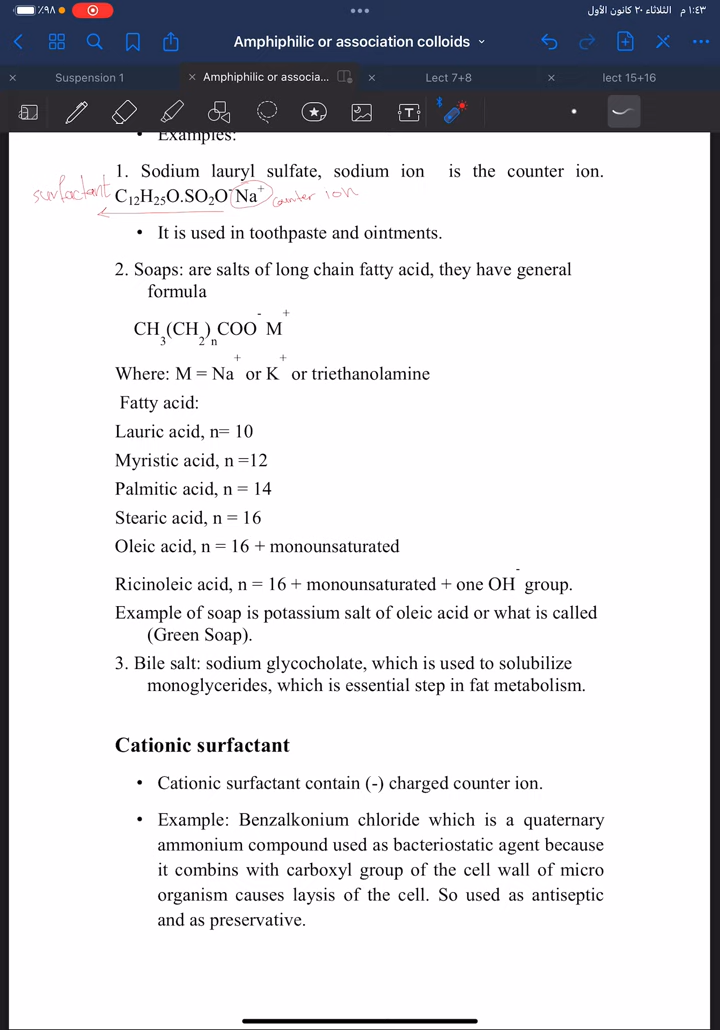 ٪٩٨
١:٤٣ م الثلاثاء ٢٠ كانون الأول
Amphiphilic or association colloids
Suspension 1
Amphiphilic or associa...
Lect 7+8
lect 15+16
• Examples:
1. Sodium lauryl sulfate, sodium ion is the counter ion.
surfactant C12H25O.SO2O⁻Na⁺ counter ion
• It is used in toothpaste and ointments.
2. Soaps: are salts of long chain fatty acid, they have general
formula
CH3(CH2)nCOO⁻ M⁺
Where: M = Na⁺ or K⁺ or triethanolamine
Fatty acid:
Lauric acid, n= 10
Myristic acid, n =12
Palmitic acid, n = 14
Stearic acid, n = 16
Oleic acid, n = 16 + monounsaturated
Ricinoleic acid, n = 16 + monounsaturated + one OH⁻ group.
Example of soap is potassium salt of oleic acid or what is called
(Green Soap).
3. Bile salt: sodium glycocholate, which is used to solubilize
monoglycerides, which is essential step in fat metabolism.
Cationic surfactant
• Cationic surfactant contain (-) charged counter ion.
• Example: Benzalkonium chloride which is a quaternary
ammonium compound used as bacteriostatic agent because
it combins with carboxyl group of the cell wall of micro
organism causes laysis of the cell. So used as antiseptic
and as preservative.